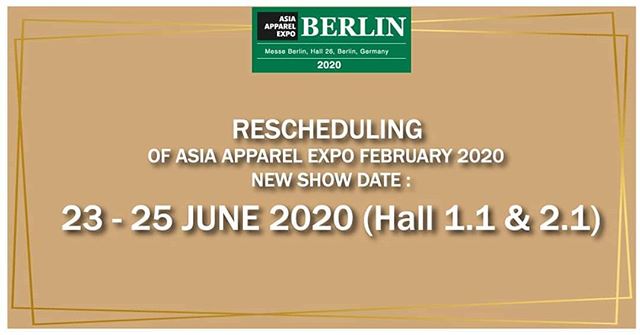 ASIA
APPAREL
EXPO
BERLIN
Messe Berlin, Hall 26, Berlin, Germany
2020
RESCHEDULING
OF ASIA APPAREL EXPO FEBRUARY 2020
NEW SHOW DATE :
23 - 25 JUNE 2020 (Hall 1.1 & 2.1)